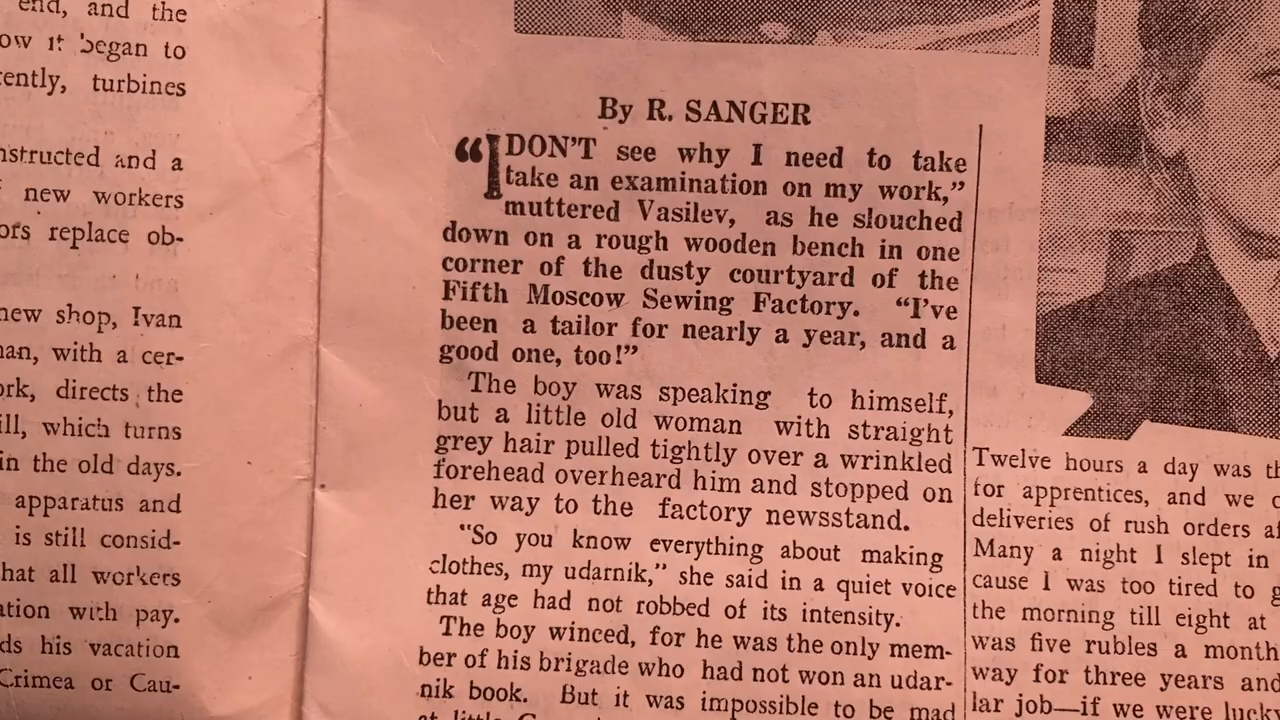 end, and the
ow it began to
ently, turbines
nstructed and a
new workers
ors replace ob-
new shop, Ivan
an, with a cer-
ork, directs the
ill, which turns
in the old days.
apparatus and
is still consid-
hat all workers
ation with pay.
ds his vacation
Crimea or Cau-
By R. SANGER
“I DON'T see why I need to take
take an examination on my work,”
muttered Vasilev, as he slouched
down on a rough wooden bench in one
corner of the dusty courtyard of the
Fifth Moscow Sewing Factory. “I've
been a tailor for nearly a year, and a
good one, too!”
The boy was speaking to himself,
but a little old woman with straight
grey hair pulled tightly over a wrinkled
forehead overheard him and stopped on
her way to the factory newsstand.
“So you know everything about making
clothes, my udarnik,” she said in a quiet voice
that age had not robbed of its intensity.
The boy winced, for he was the only mem-
ber of his brigade who had not won an udar-
nik book. But it was impossible to be mad
at little
Twelve hours a day was th
for apprentices, and we
deliveries of rush orders
Many a night I slept in
cause I was too tired to g
the morning till eight at
was five rubles a month
way for three years and
lar job—if we were lucky